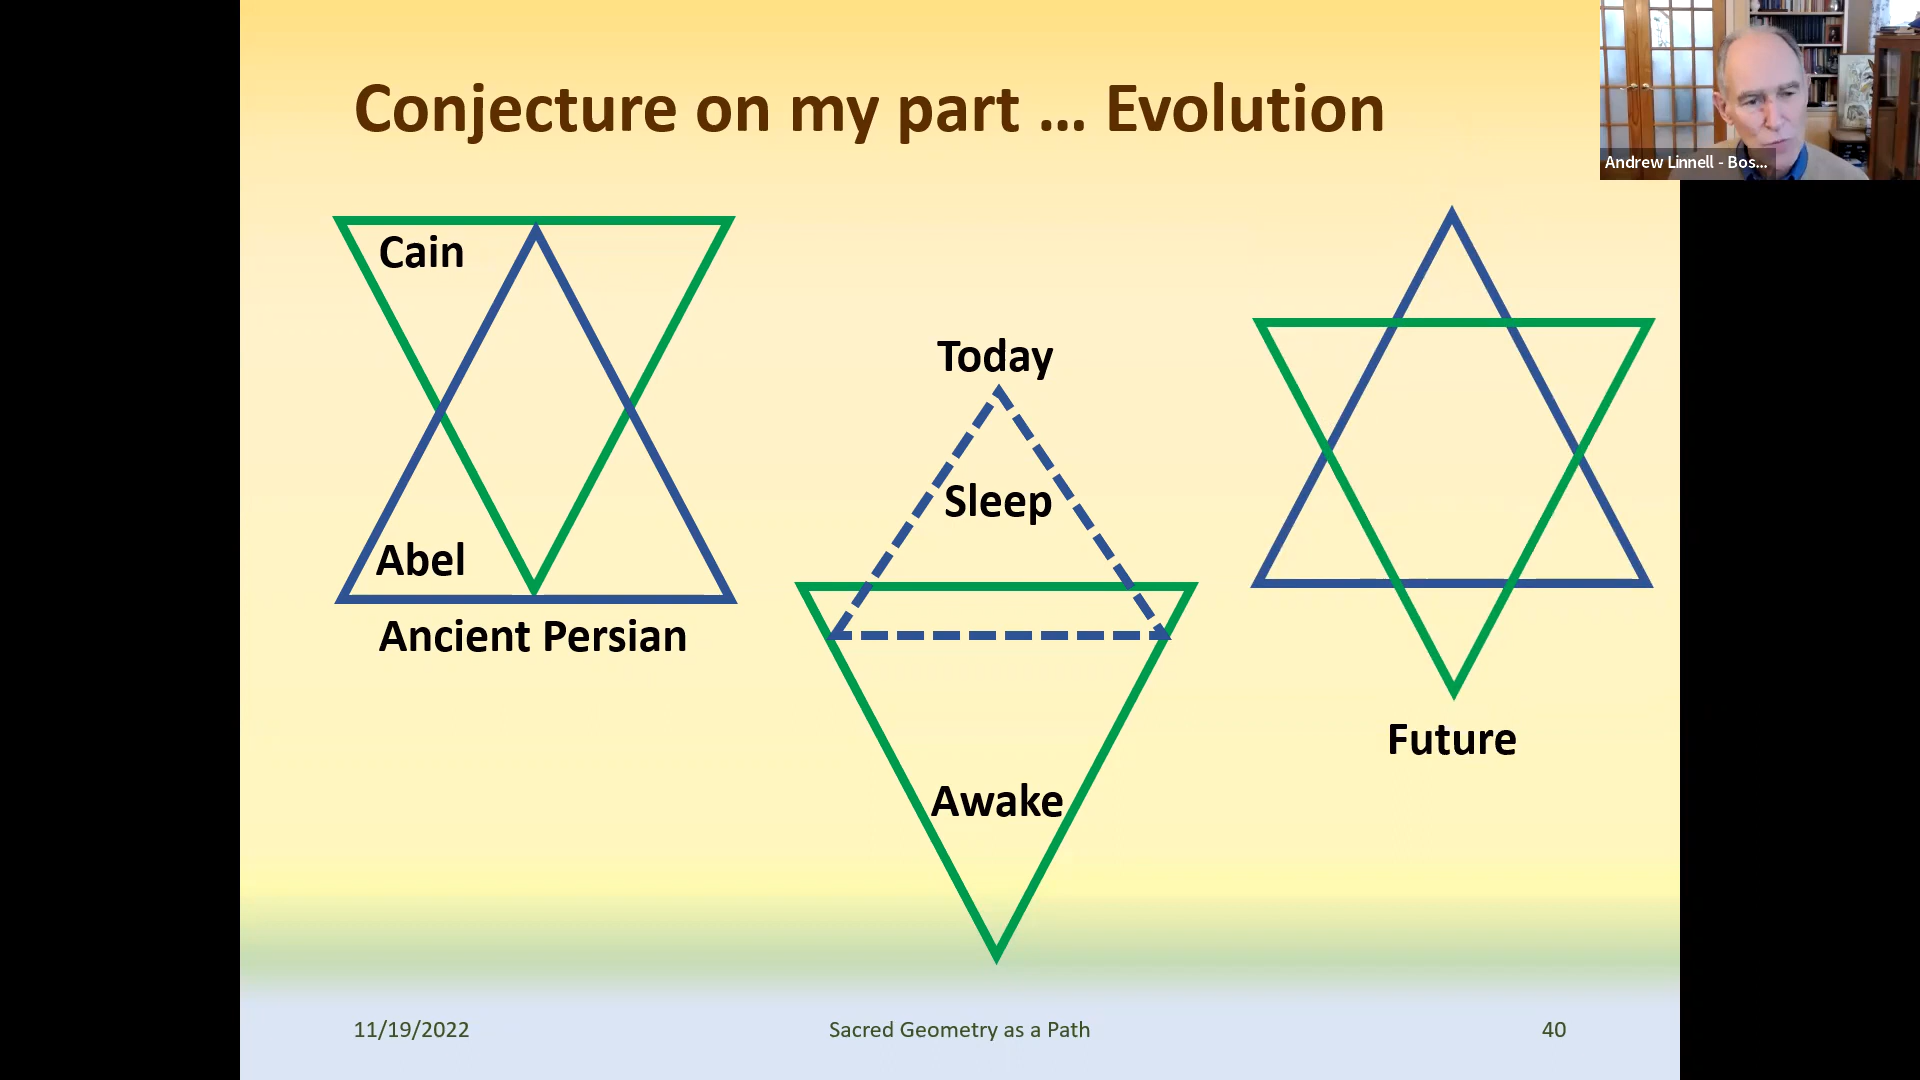 Conjecture on my part ... Evolution
Andrew Linnell - Bos...
Cain
Today
Sleep
Abel
Ancient Persian
Future
Awake
11/19/2022
Sacred Geometry as a Path
40